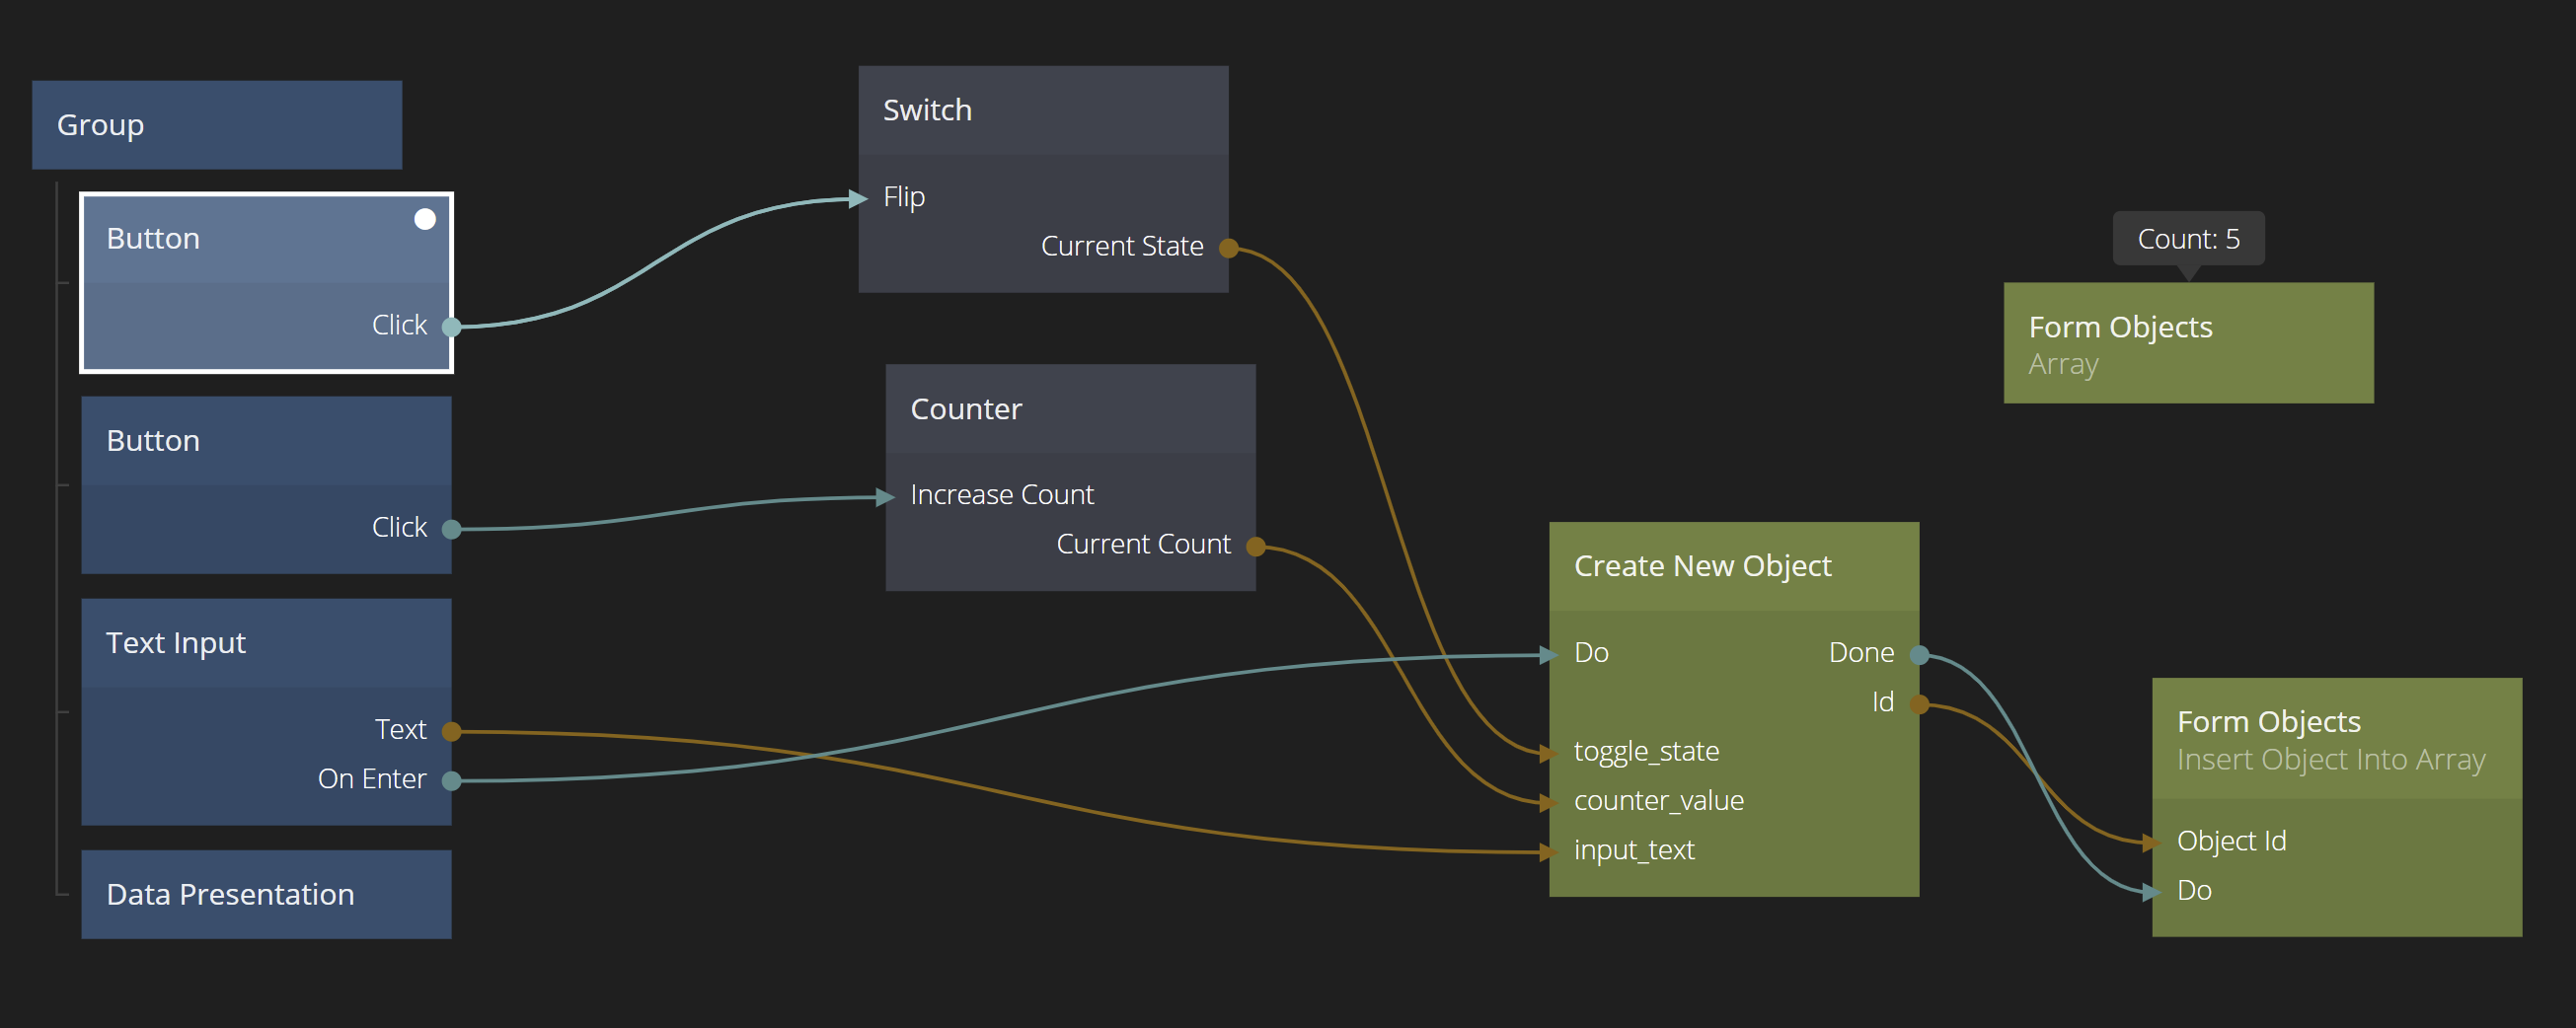 Group
Button
Click
Button
Click
Text Input
Text
On Enter
Data Presentation
Switch
Flip
Current State
Counter
Increase Count
Current Count
Create New Object
Do
Done
Id
toggle_state
counter_value
input_text
Count: 5
Form Objects
Array
Form Objects
Insert Object Into Array
Object Id
Do